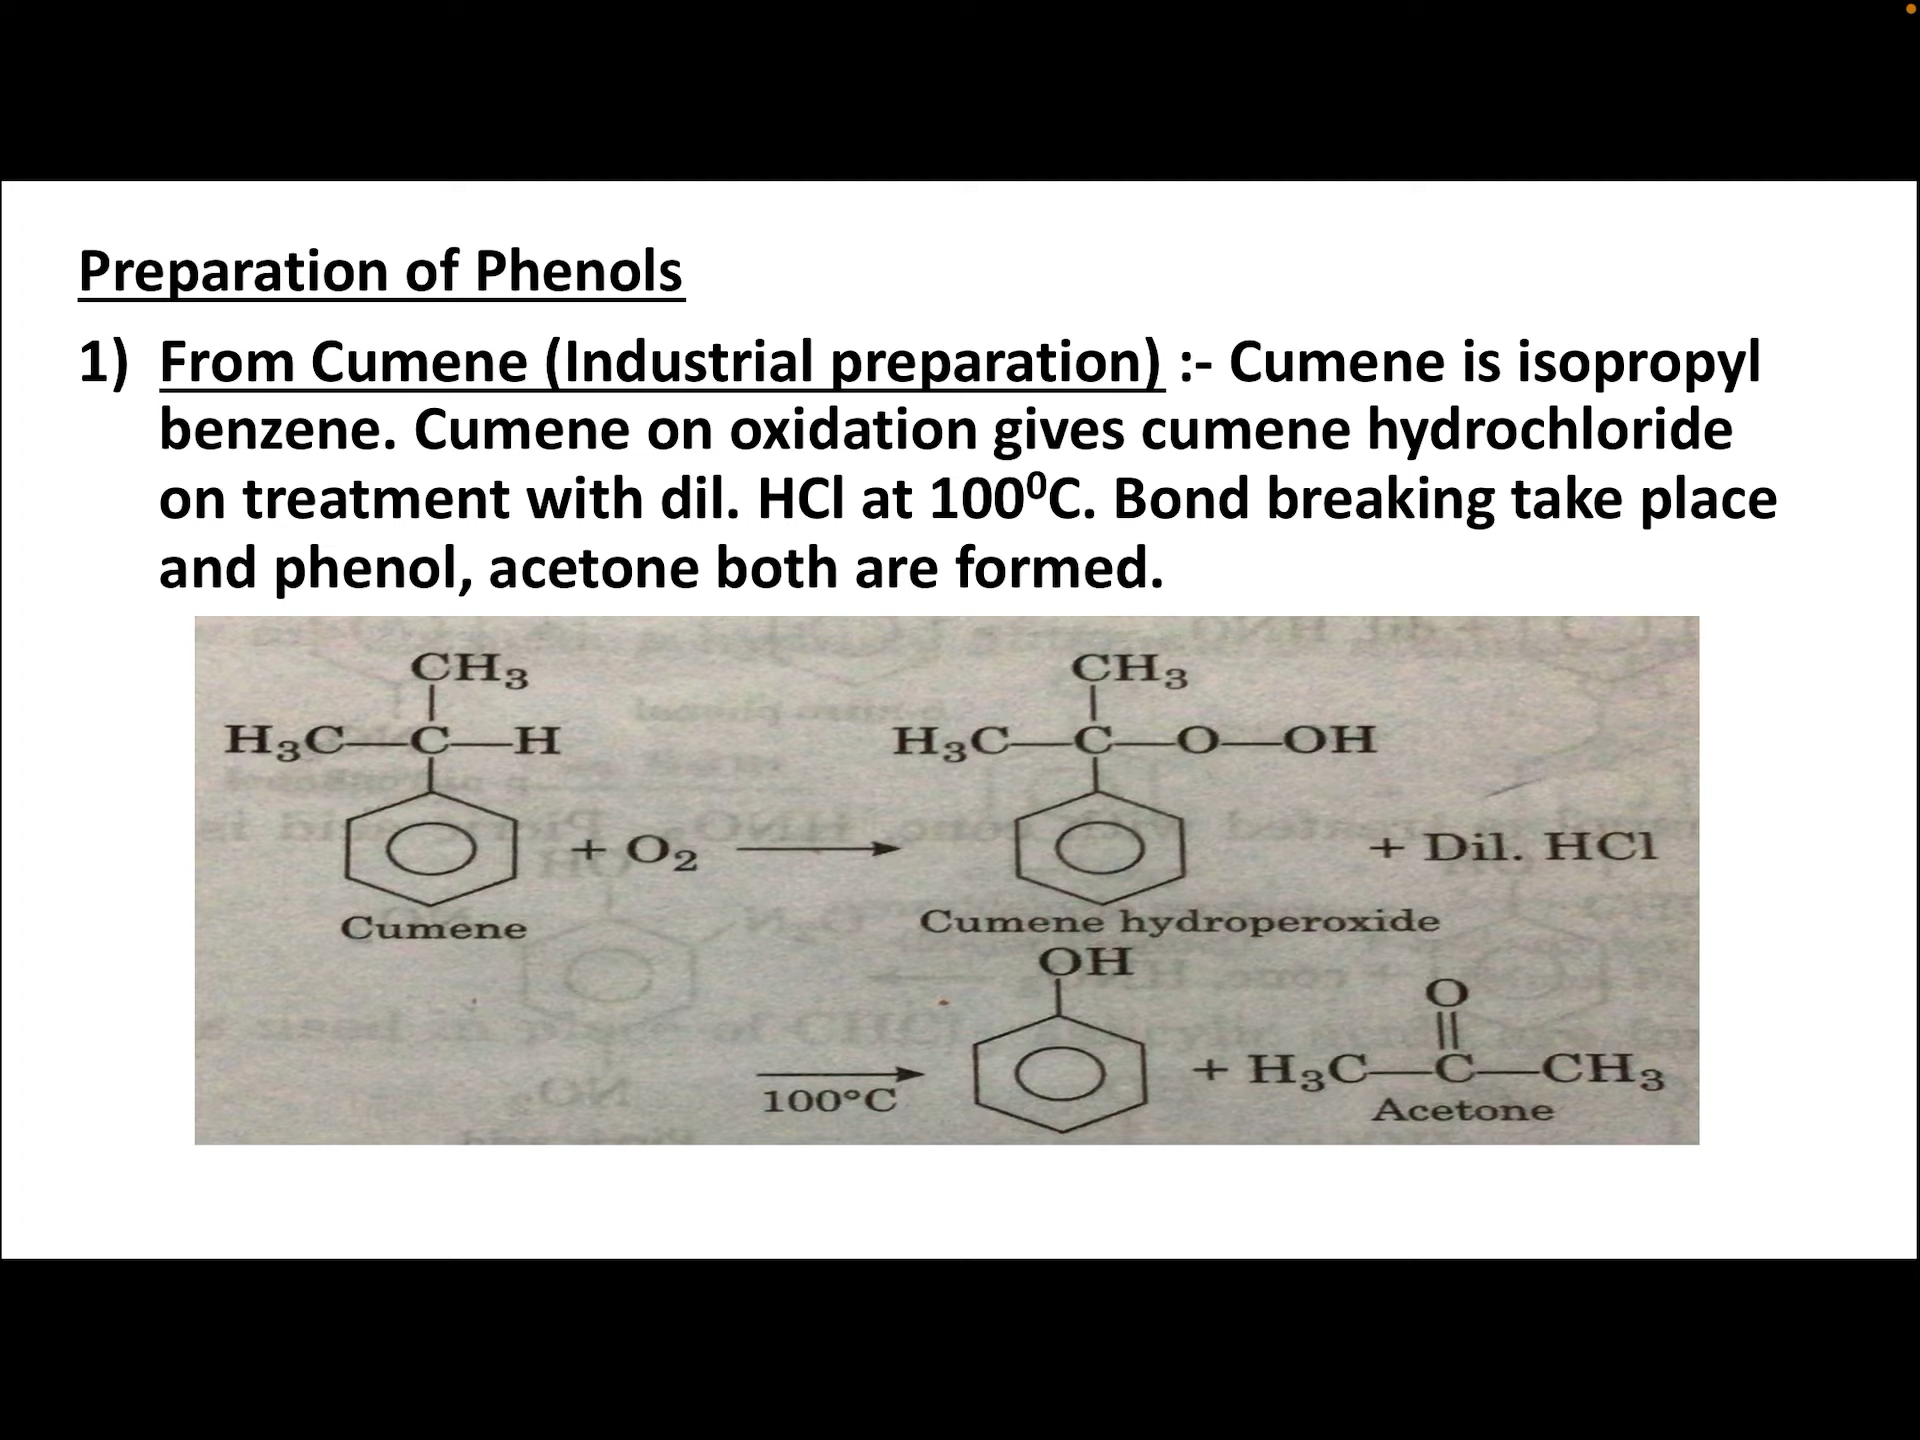 Preparation of Phenols
1) From Cumene (Industrial preparation) :- Cumene is isopropyl
benzene. Cumene on oxidation gives cumene hydrochloride
on treatment with dil. HCl at 100⁰C. Bond breaking take place
and phenol, acetone both are formed.
CH₃ CH₃
H₃C—C—H H₃C—C—O—OH
+ O₂ + Dil. HCl
Cumene Cumene hydroperoxide
OH
O
100°C + H₃C—C—CH₃
Acetone